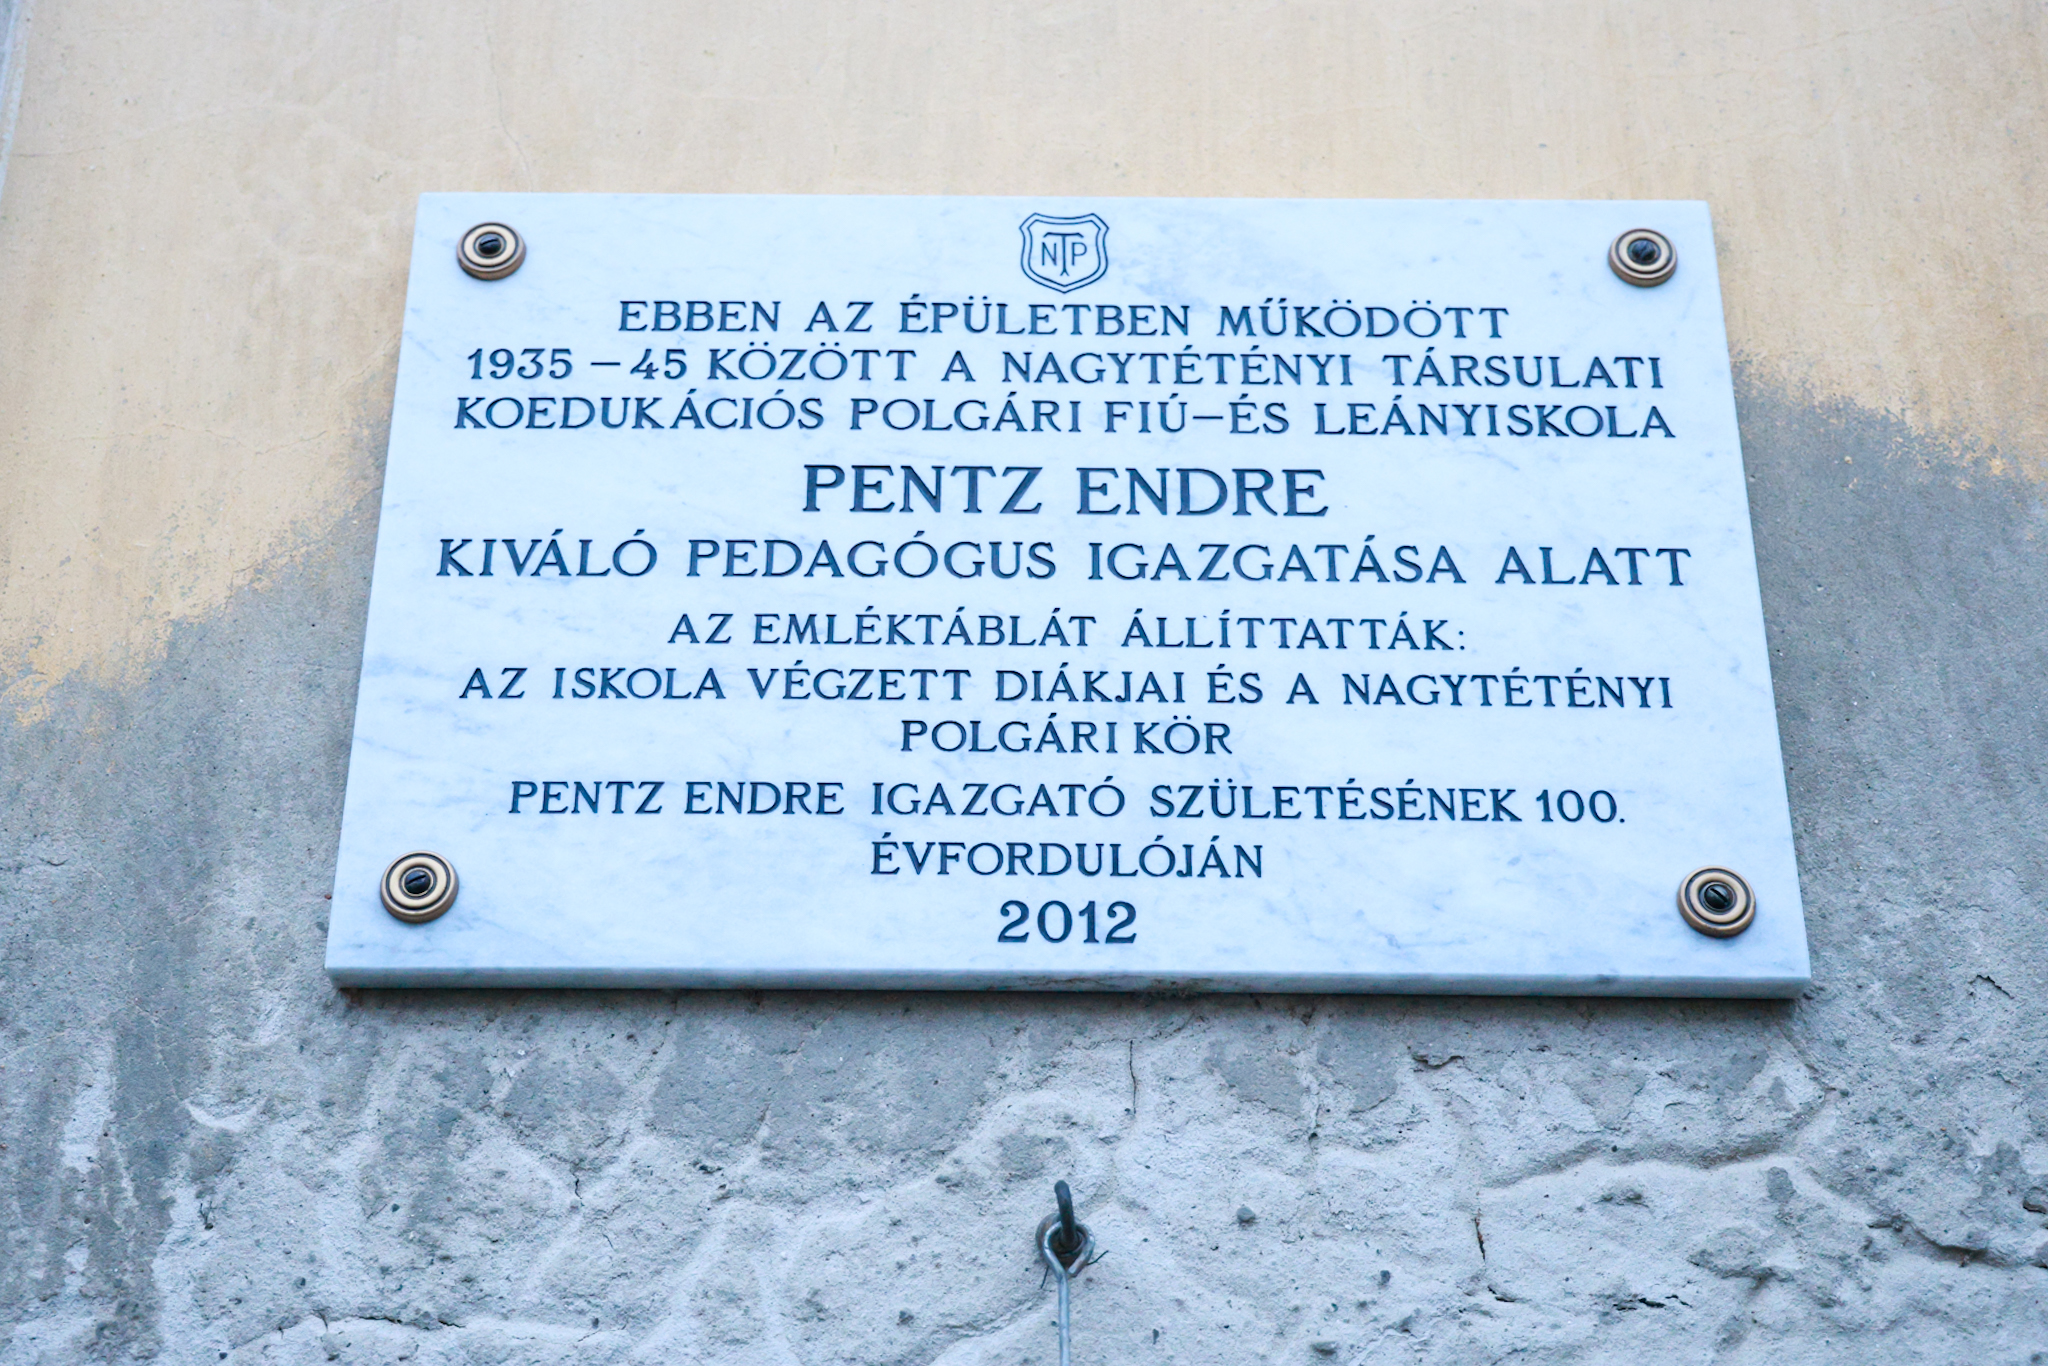 NTP
EBBEN AZ ÉPÜLETBEN MŰKÖDÖTT
1935 – 45 KÖZÖTT A NAGYTÉTÉNYI TÁRSULATI
KOEDUKÁCIÓS POLGÁRI FIÚ–ÉS LEÁNYISKOLA
PENTZ ENDRE
KIVÁLÓ PEDAGÓGUS IGAZGATÁSA ALATT
AZ EMLÉKTÁBLÁT ÁLLÍTTATTÁK:
AZ ISKOLA VÉGZETT DIÁKJAI ÉS A NAGYTÉTÉNYI
POLGÁRI KÖR
PENTZ ENDRE IGAZGATÓ SZÜLETÉSÉNEK 100.
ÉVFORDULÓJÁN
2012